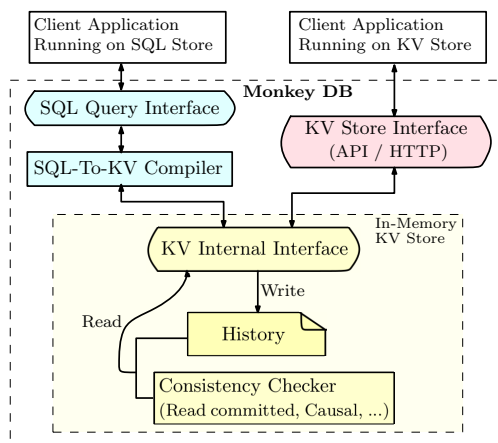 Client Application
Running on SQL Store
Client Application
Running on KV Store
Monkey DB
SQL Query Interface
KV Store Interface
(API / HTTP)
SQL-To-KV Compiler
In-Memory
KV Store
KV Internal Interface
Write
Read
History
Consistency Checker
(Read committed, Causal, ...)